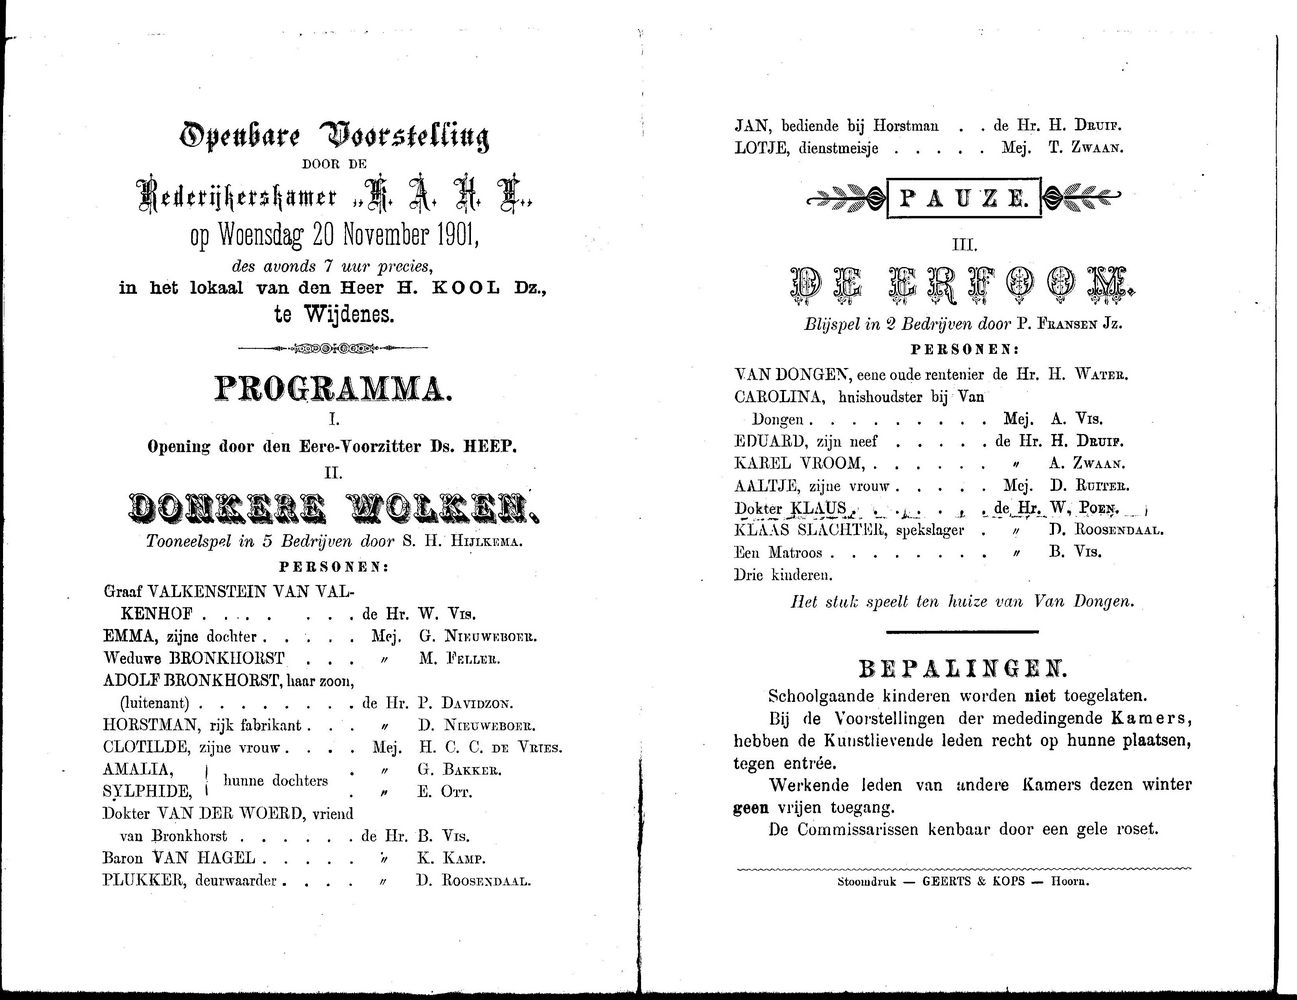 Openbare Voorstelling
DOOR DE
Rederijkerskamer „H. A. H. L.„
op Woensdag 20 November 1901,
des avonds 7 uur precies,
in het lokaal van den Heer H. KOOL Dz.,
te Wijdenes.
PROGRAMMA.
I.
Opening door den Eere-Voorzitter Ds. HEEP.
II.
DONKERE WOLKEN.
Tooneelspel in 5 Bedrijven door S. H. HIJLKEMA.
PERSONEN:
Graaf VALKENSTEIN VAN VAL-
KENHOF . . . . . . . de Hr. W. VIS.
EMMA, zijne dochter . . . . . Mej. G. NIEUWEBOER.
Weduwe BRONKHORST . . . „ M. FELLER.
ADOLF BRONKHORST, haar zoon,
(luitenant) . . . . . . . . de Hr. P. DAVIDZON.
HORSTMAN, rijk fabrikant . . . „ D. NIEUWEBOER.
CLOTILDE, zijne vrouw . . . . Mej. H. C. C. DE VRIES.
AMALIA, . „ G. BAKKER.
hunne dochters
SYLPHIDE, . „ E. OTT.
Dokter VAN DER WOERD, vriend
van Bronkhorst . . . . . . de Hr. B. VIS.
Baron VAN HAGEL . . . . . „ K. KAMP.
PLUKKER, deurwaarder . . . . „ D. ROOSENDAAL.
JAN, bediende bij Horstman . . de Hr. H. DRUIF.
LOTJE, dienstmeisje . . . . . Mej. T. ZWAAN.
PAUZE.
III.
DE ERFOOM.
Blijspel in 2 Bedrijven door P. FRANSEN JZ.
PERSONEN:
VAN DONGEN, eene oude rentenier de Hr. H. WATER.
CAROLINA, hnishoudster bij Van
Dongen . . . . . . . . . Mej. A. VIS.
EDUARD, zijn neef . . . . . de Hr. H. DRUIF.
KAREL VROOM, . . . . . . „ A. ZWAAN.
AALTJE, zijne vrouw . . . . . Mej. D. RUITER.
Dokter KLAUS, . . . . . . de Hr. W. POEN.
KLAAS SLACHTER, spekslager . „ D. ROOSENDAAL.
Een Matroos . . . . . . . . „ B. VIS.
Drie kinderen.
Het stuk speelt ten huize van Van Dongen.
BEPALINGEN.
Schoolgaande kinderen worden niet toegelaten.
Bij de Voorstellingen der mededingende Kamers,
hebben de Kunstlievende leden recht op hunne plaatsen,
tegen entrée.
Werkende leden van andere Kamers dezen winter
geen vrijen toegang.
De Commissarissen kenbaar door een gele roset.
Stoomdruk — GEERTS & KOPS — Hoorn.